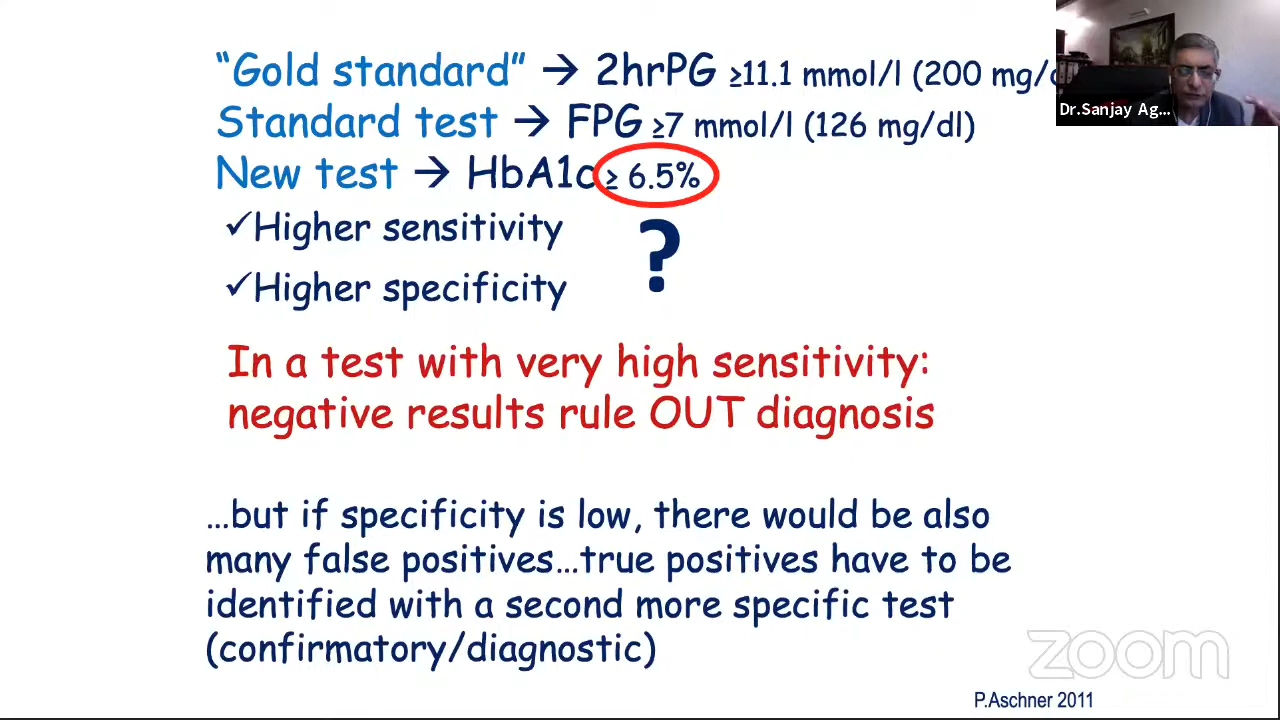 “Gold standard” → 2hrPG ≥11.1 mmol/l (200 mg/
Standard test → FPG ≥7 mmol/l (126 mg/dl)
New test → HbA1c ≥ 6.5%
✓Higher sensitivity
✓Higher specificity
?
In a test with very high sensitivity:
negative results rule OUT diagnosis
…but if specificity is low, there would be also
many false positives…true positives have to be
identified with a second more specific test
(confirmatory/diagnostic)
P.Aschner 2011
Dr.Sanjay Ag...
zoom